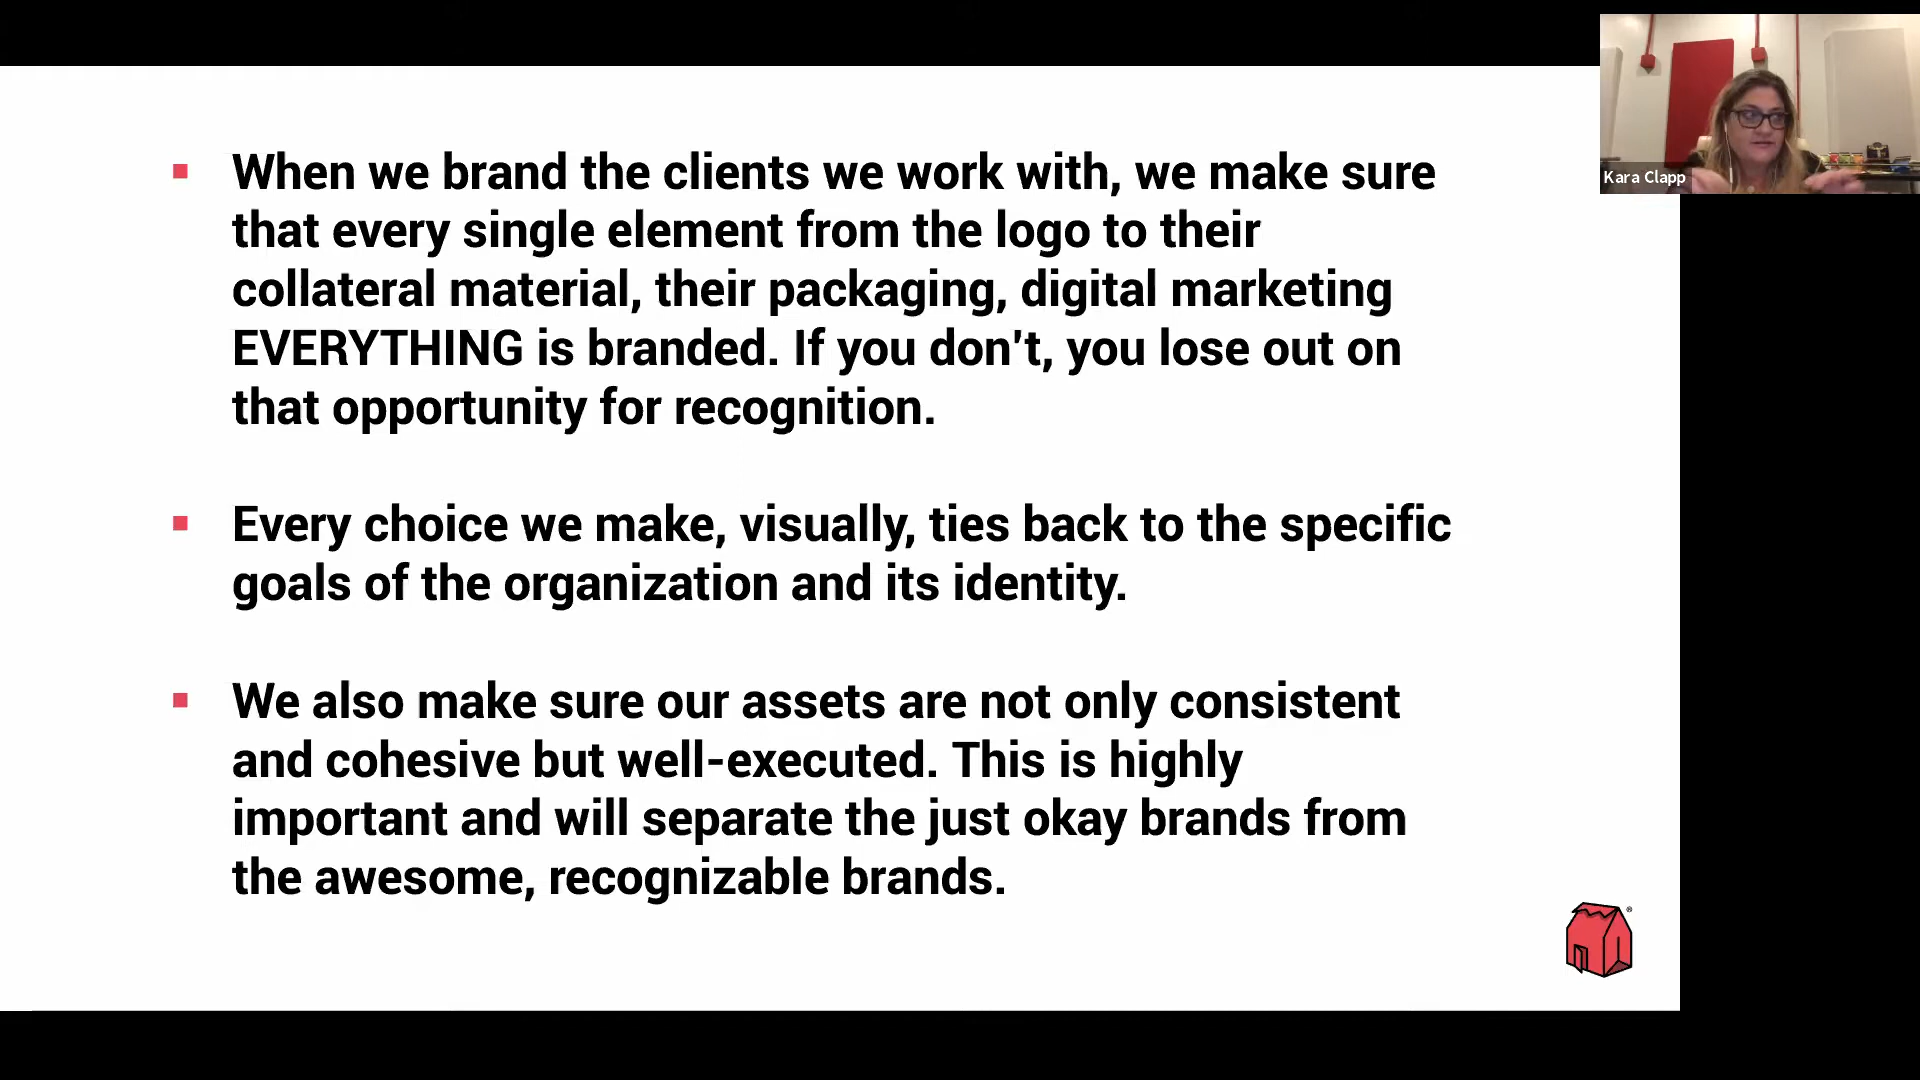 When we brand the clients we work with, we make sure
that every single element from the logo to their
collateral material, their packaging, digital marketing
EVERYTHING is branded. If you don't, you lose out on
that opportunity for recognition.
Every choice we make, visually, ties back to the specific
goals of the organization and its identity.
We also make sure our assets are not only consistent
and cohesive but well-executed. This is highly
important and will separate the just okay brands from
the awesome, recognizable brands.
®
Kara Clapp